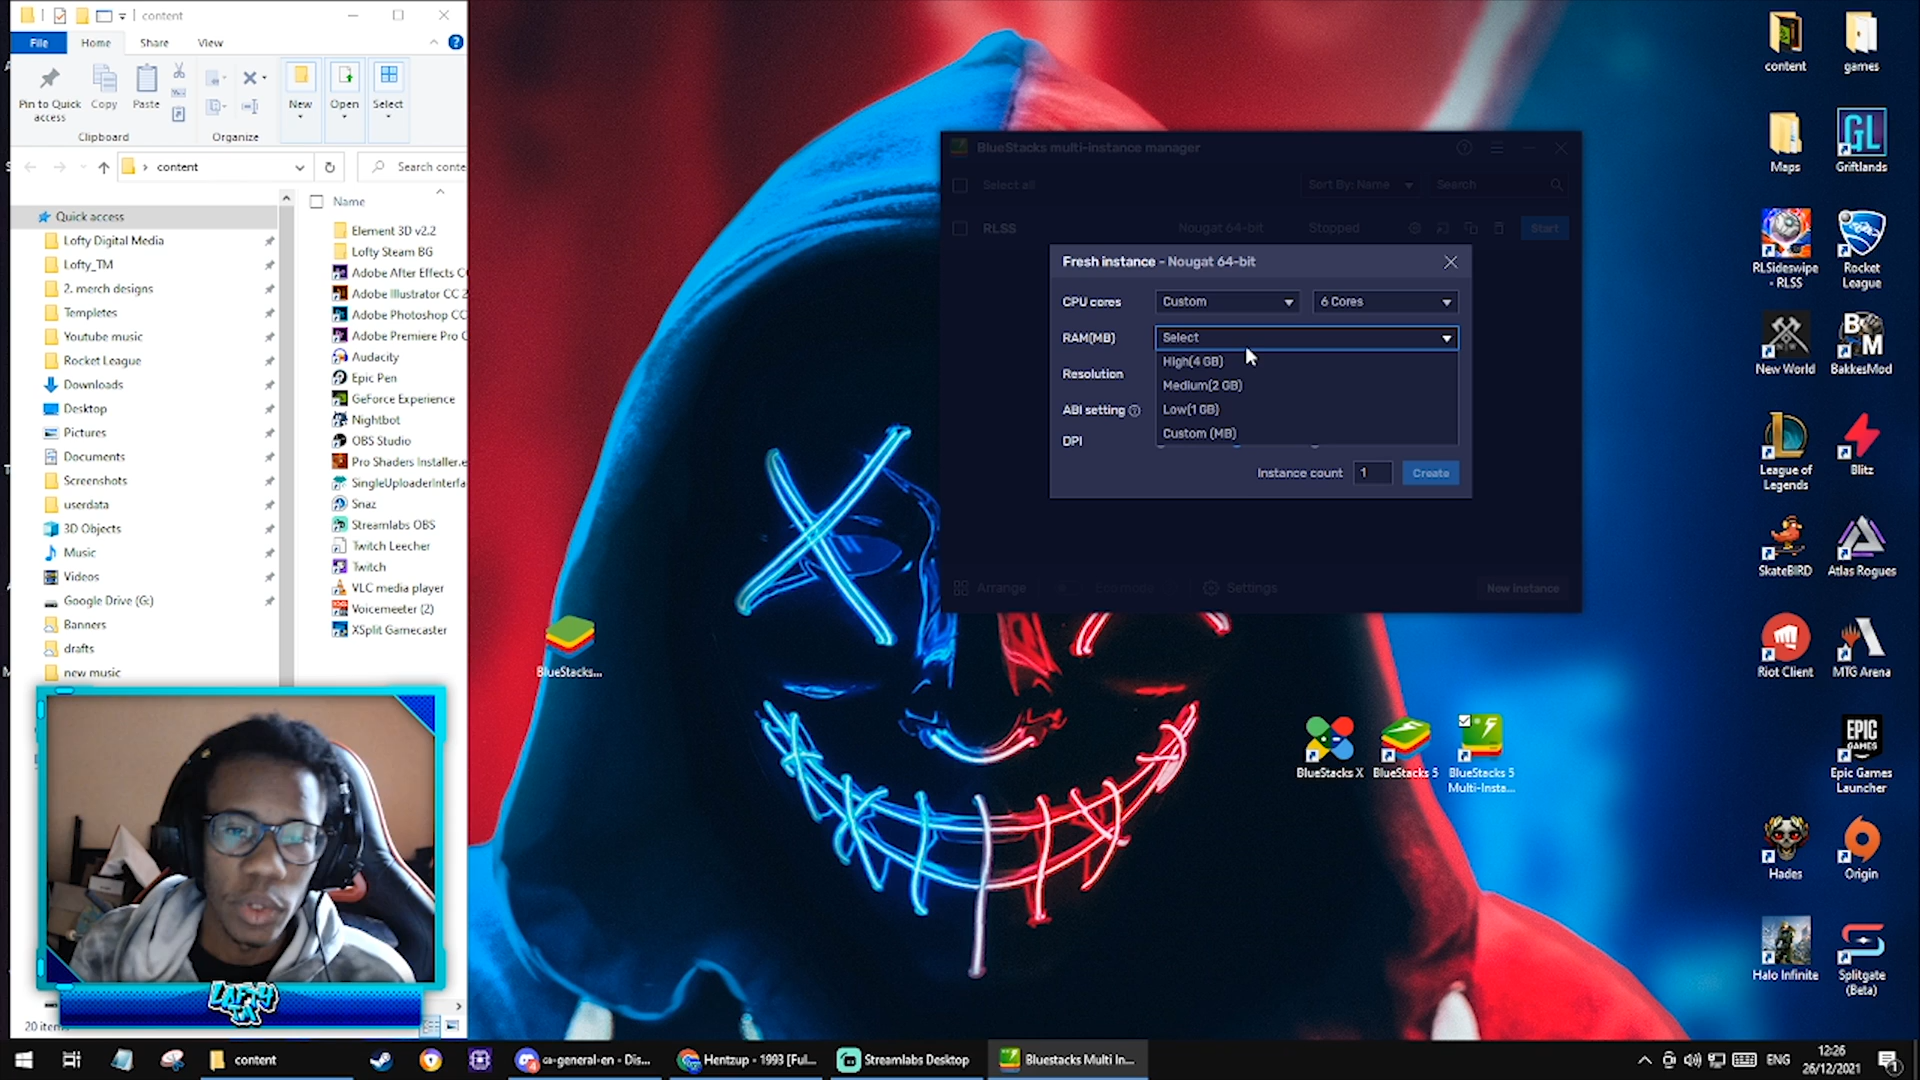 content
File
Home
Share
View
Pin to Quick access
Copy
Paste
New
Open
Select
Clipboard
Organize
content
Search conte
Name
Quick access
Lofty Digital Media
Lofty_TM
2. merch designs
Templetes
Youtube music
Rocket League
Downloads
Desktop
Pictures
Documents
Screenshots
userdata
3D Objects
Music
Videos
Google Drive (G:)
Banners
drafts
new music
Element 3D v2.2
Lofty Steam BG
Adobe After Effects C
Adobe Illustrator CC 2
Adobe Photoshop CC
Adobe Premiere Pro C
Audacity
Epic Pen
GeForce Experience
Nightbot
OBS Studio
Pro Shaders Installer.e
SingleUploaderInterfa
Snaz
Streamlabs OBS
Twitch Leecher
Twitch
VLC media player
Voicemeeter (2)
XSplit Gamecaster
20 items
BlueStacks...
BlueStacks multi-instance manager
Select all
Sort By: Name
Search
RLSS
Nougat 64-bit
Stopped
Start
Fresh instance - Nougat 64-bit
CPU cores
Custom
6 Cores
RAM(MB)
Select
High(4 GB)
Resolution
Medium(2 GB)
ABI setting
Low(1 GB)
DPI
Custom (MB)
Instance count
1
Create
Arrange
Eco mode
Settings
New instance
BlueStacks X
BlueStacks 5
BlueStacks 5
Multi-Insta...
content
games
Maps
GL
Griftlands
RLSideswipe - RLSS
Rocket League
New World
BakkesMod
League of Legends
Blitz
SkateBIRD
Atlas Rogues
Riot Client
MTG Arena
EPIC GAMES
Epic Games Launcher
Hades
Origin
Halo Infinite
Splitgate (Beta)
content
ca-general-en - Dis...
Hentzup - 1993 [Ful...
Streamlabs Desktop
Bluestacks Multi In...
ENG
12:26
26/12/2021